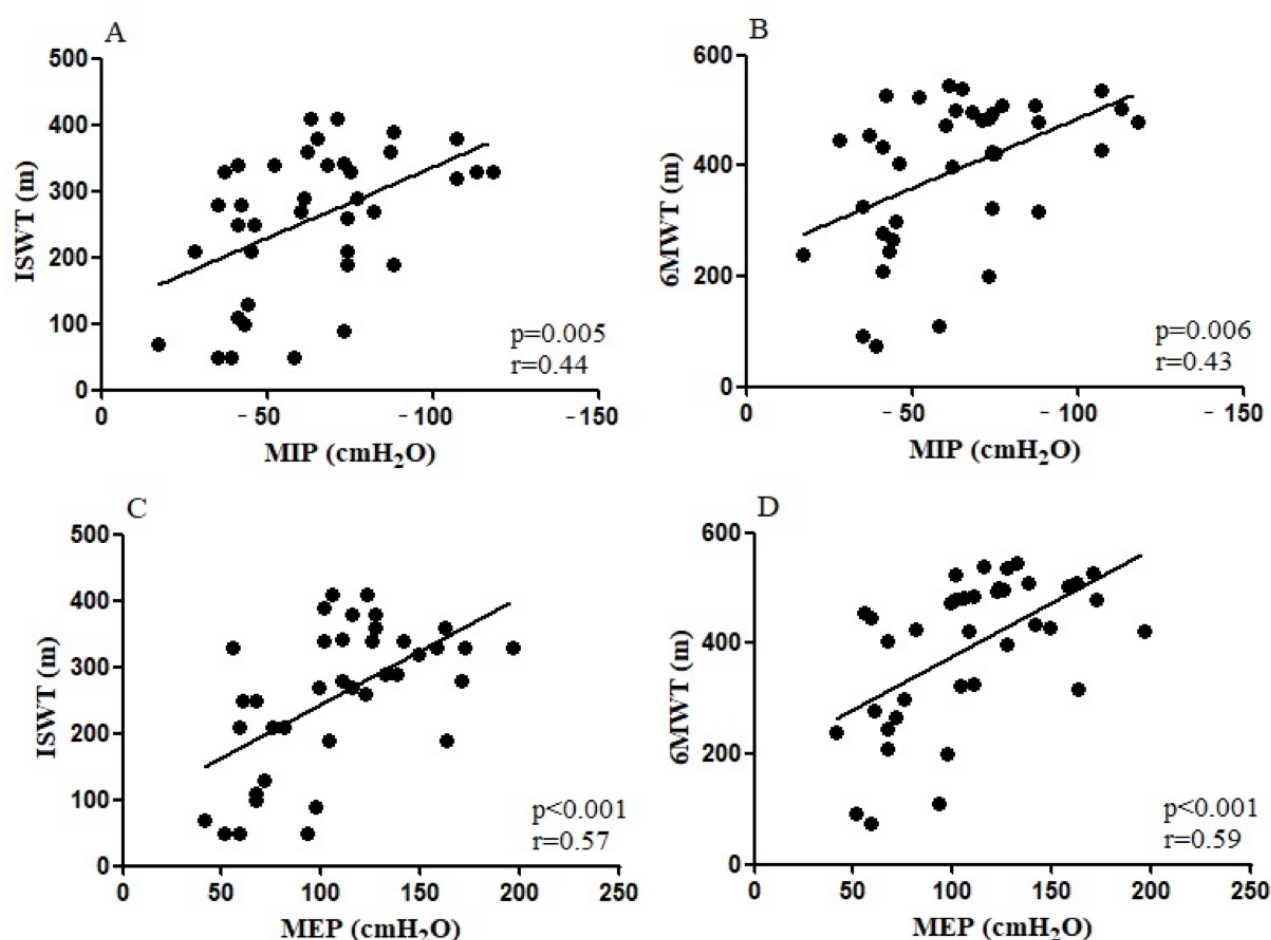 A
500
400
300
200
100
0
ISWT (m)
p=0.005
r=0.44
0 -50 -100 -150
MIP (cmH₂O)
B
600
400
200
0
6MWT (m)
p=0.006
r=0.43
0 -50 -100 -150
MIP (cmH₂O)
C
500
400
300
200
100
0
ISWT (m)
p<0.001
r=0.57
0 50 100 150 200 250
MEP (cmH₂O)
D
600
400
200
0
6MWT (m)
p<0.001
r=0.59
0 50 100 150 200 250
MEP (cmH₂O)